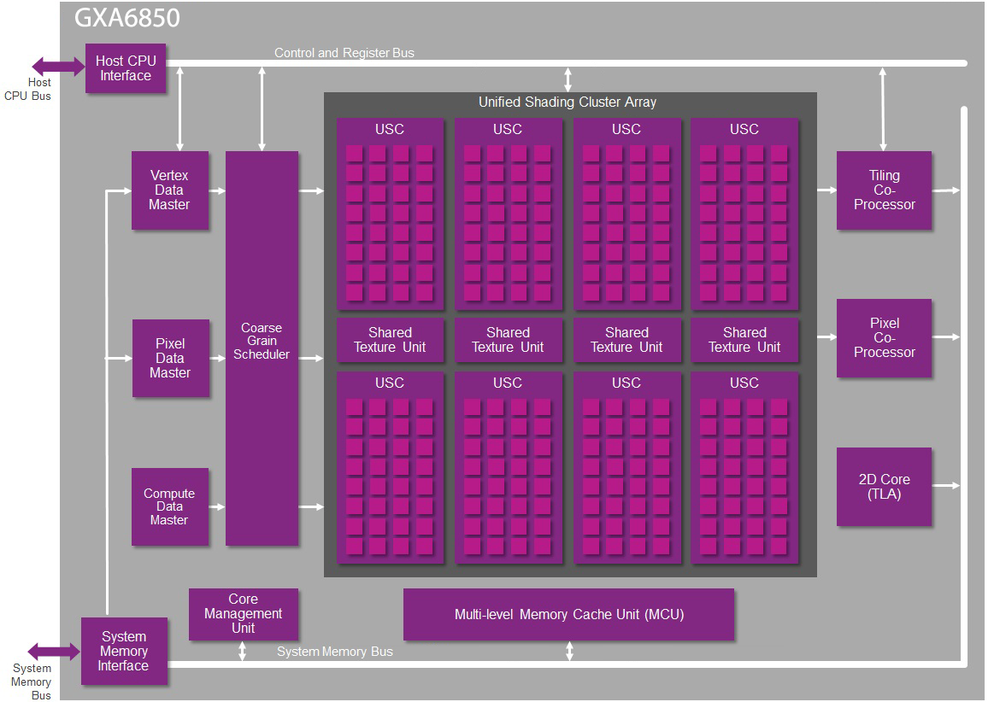 GXA6850
Control and Register Bus
Host CPU
Interface
Host
CPU Bus
Unified Shading Cluster Array
USC
USC
USC
USC
Vertex
Data
Master
Tiling
Co-
Processor
Coarse
Grain
Scheduler
Pixel
Data
Master
Shared
Texture Unit
Shared
Texture Unit
Shared
Texture Unit
Shared
Texture Unit
Pixel
Co-
Processor
USC
USC
USC
USC
Compute
Data
Master
2D Core
(TLA)
Core
Management
Unit
Multi-level Memory Cache Unit (MCU)
System
Memory
Interface
System Memory Bus
System
Memory
Bus